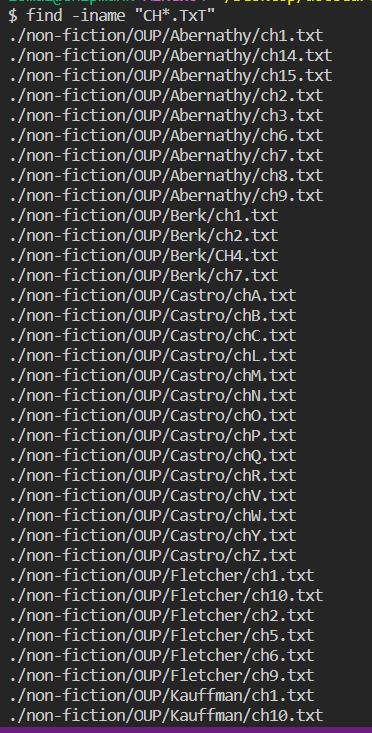 $ find -iname "CH*.TxT"
./non-fiction/OUP/Abernathy/ch1.txt
./non-fiction/OUP/Abernathy/ch14.txt
./non-fiction/OUP/Abernathy/ch15.txt
./non-fiction/OUP/Abernathy/ch2.txt
./non-fiction/OUP/Abernathy/ch3.txt
./non-fiction/OUP/Abernathy/ch6.txt
./non-fiction/OUP/Abernathy/ch7.txt
./non-fiction/OUP/Abernathy/ch8.txt
./non-fiction/OUP/Abernathy/ch9.txt
./non-fiction/OUP/Berk/ch1.txt
./non-fiction/OUP/Berk/ch2.txt
./non-fiction/OUP/Berk/CH4.txt
./non-fiction/OUP/Berk/ch7.txt
./non-fiction/OUP/Castro/chA.txt
./non-fiction/OUP/Castro/chB.txt
./non-fiction/OUP/Castro/chC.txt
./non-fiction/OUP/Castro/chL.txt
./non-fiction/OUP/Castro/chM.txt
./non-fiction/OUP/Castro/chN.txt
./non-fiction/OUP/Castro/chO.txt
./non-fiction/OUP/Castro/chP.txt
./non-fiction/OUP/Castro/chQ.txt
./non-fiction/OUP/Castro/chR.txt
./non-fiction/OUP/Castro/chV.txt
./non-fiction/OUP/Castro/chW.txt
./non-fiction/OUP/Castro/chY.txt
./non-fiction/OUP/Castro/chZ.txt
./non-fiction/OUP/Fletcher/ch1.txt
./non-fiction/OUP/Fletcher/ch10.txt
./non-fiction/OUP/Fletcher/ch2.txt
./non-fiction/OUP/Fletcher/ch5.txt
./non-fiction/OUP/Fletcher/ch6.txt
./non-fiction/OUP/Fletcher/ch9.txt
./non-fiction/OUP/Kauffman/ch1.txt
./non-fiction/OUP/Kauffman/ch10.txt